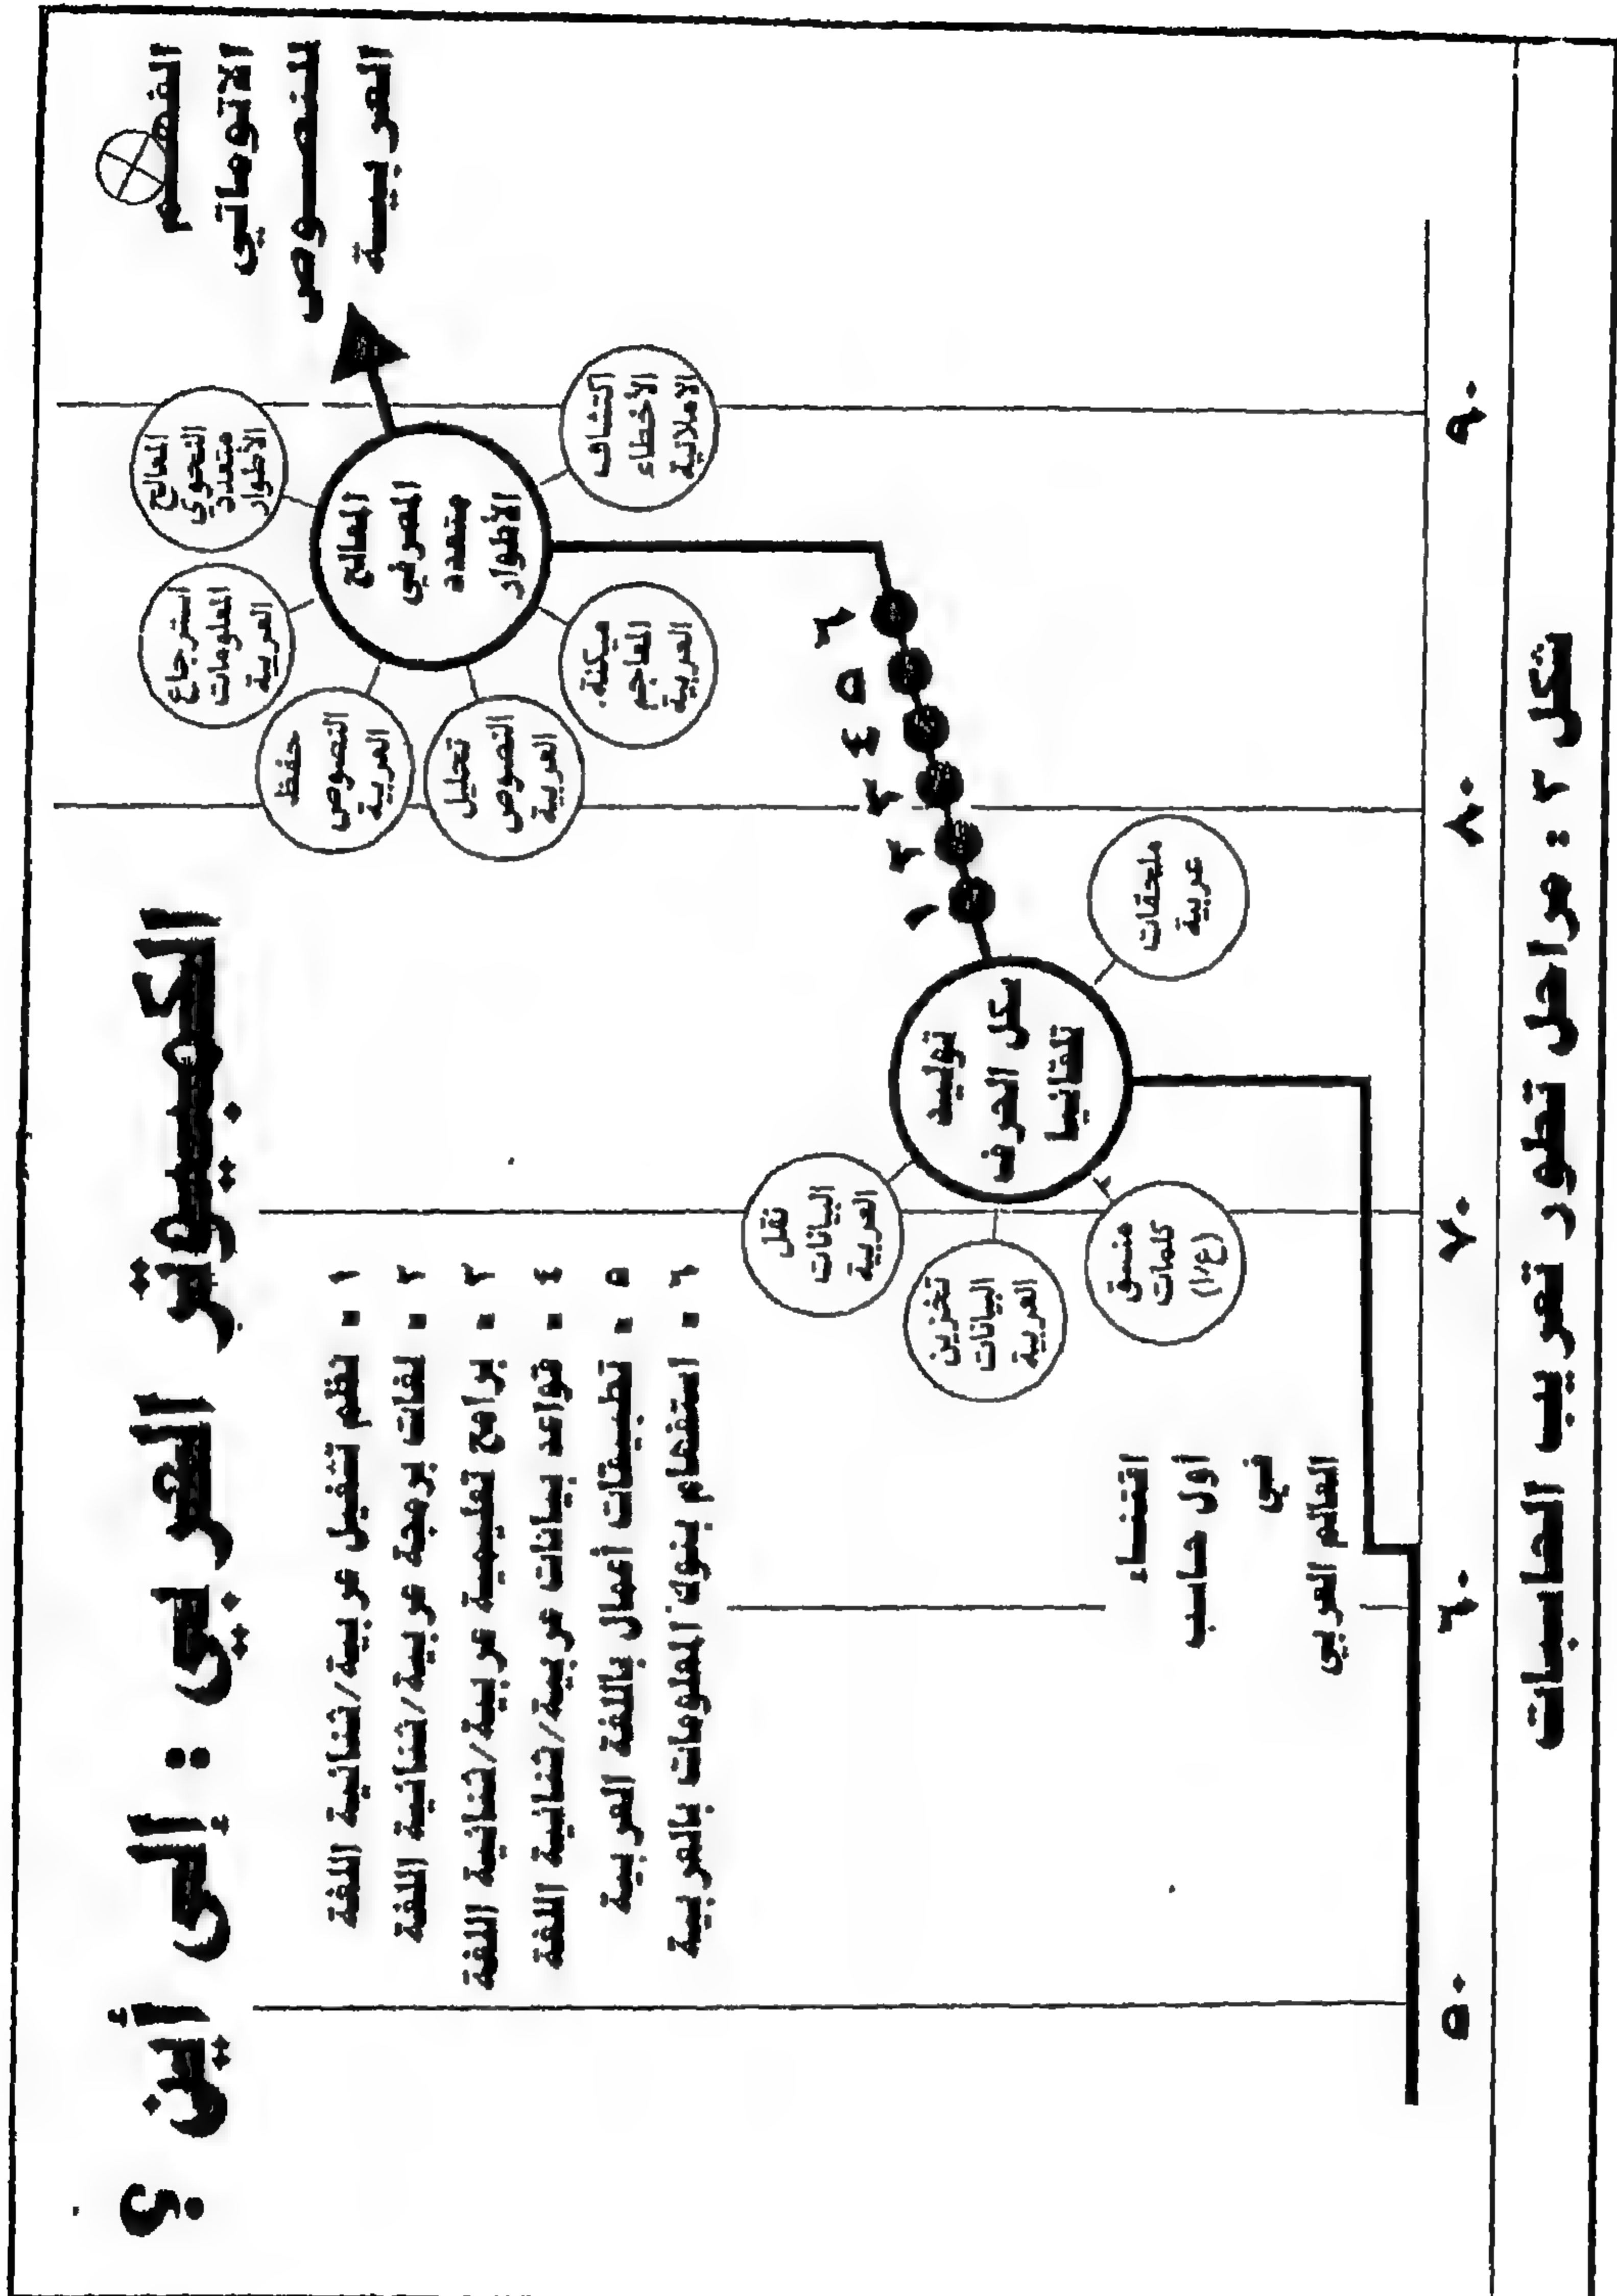 الكمبيوتر العربي : إلى أين ؟
١ - نظم تشغيل عربية/ثنائية اللغة
٢ - لغات برمجة عربية/ثنائية اللغة
٣ - برامج تعليمية عربية/ثنائية اللغة
٤ - قواعد بيانات عربية/ثنائية اللغة
٥ - تطبيقات أعمال باللغة العربية
٦ - استفهام بنوك المعلومات بالعربية
الفهم
الاتوماتي
للنصوص
العربية
المعالج
النحوي
متعدد
الأطوار
استرجاع
المعلومات
العربية
حفظ
النصوص
العربية
تحليل
النصوص
العربية
ميكنة
المعاجم
العربية
اكتشاف
الأخطاء
الاملائية
المعالج
الصرفي
متعدد
الأطوار
١ ٢ ٣ ٤ ٥ ٦
توليد
شكل الحرف
تلقائيا
نقل
البيانات
العربية
تخزين
البيانات
العربية
منسق
كلمات
(ع/ا)
ملحقات
عربية
اقتناء
أول حاسب
في
العالم العربي
٥٠ ٦٠ ٧٠ ٨٠ ٩٠
شكل ٢ : مراحل تطور تعريب الحاسبات